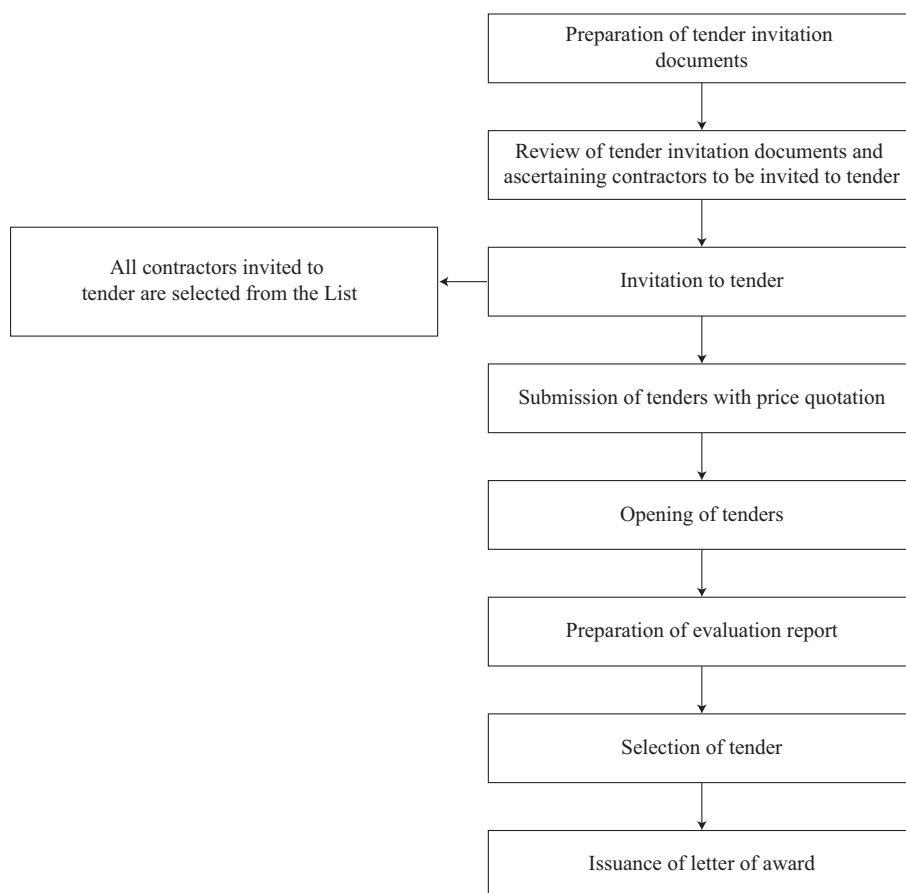 Preparation of tender invitation
documents
Review of tender invitation documents and
ascertaining contractors to be invited to tender
All contractors invited to
tender are selected from the List
Invitation to tender
Submission of tenders with price quotation
Opening of tenders
Preparation of evaluation report
Selection of tender
Issuance of letter of award